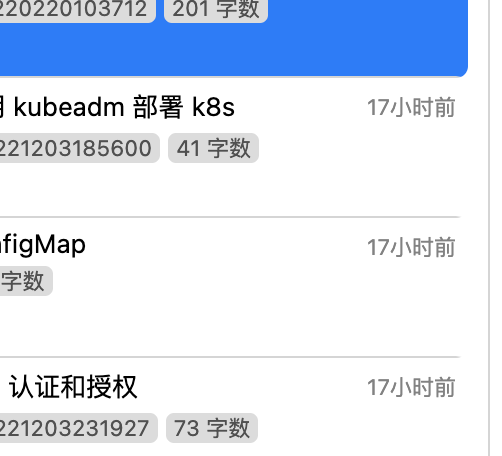 220220103712 201 字数
kubeadm 部署 k8s 17小时前
221203185600 41 字数
figMap 17小时前
字数
认证和授权 17小时前
221203231927 73 字数